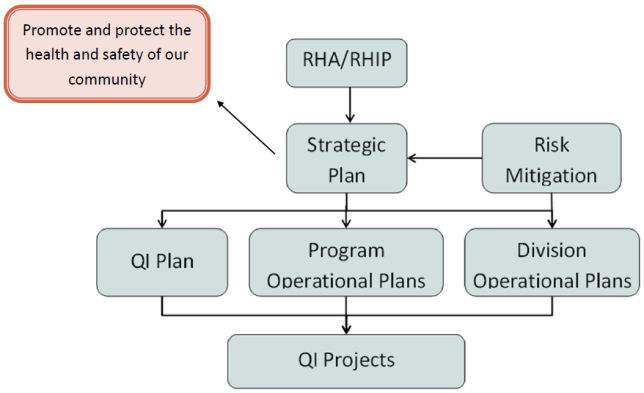 Promote and protect the
health and safety of our
community
RHA/RHIP
Strategic
Plan
Risk
Mitigation
QI Plan
Program
Operational Plans
Division
Operational Plans
QI Projects